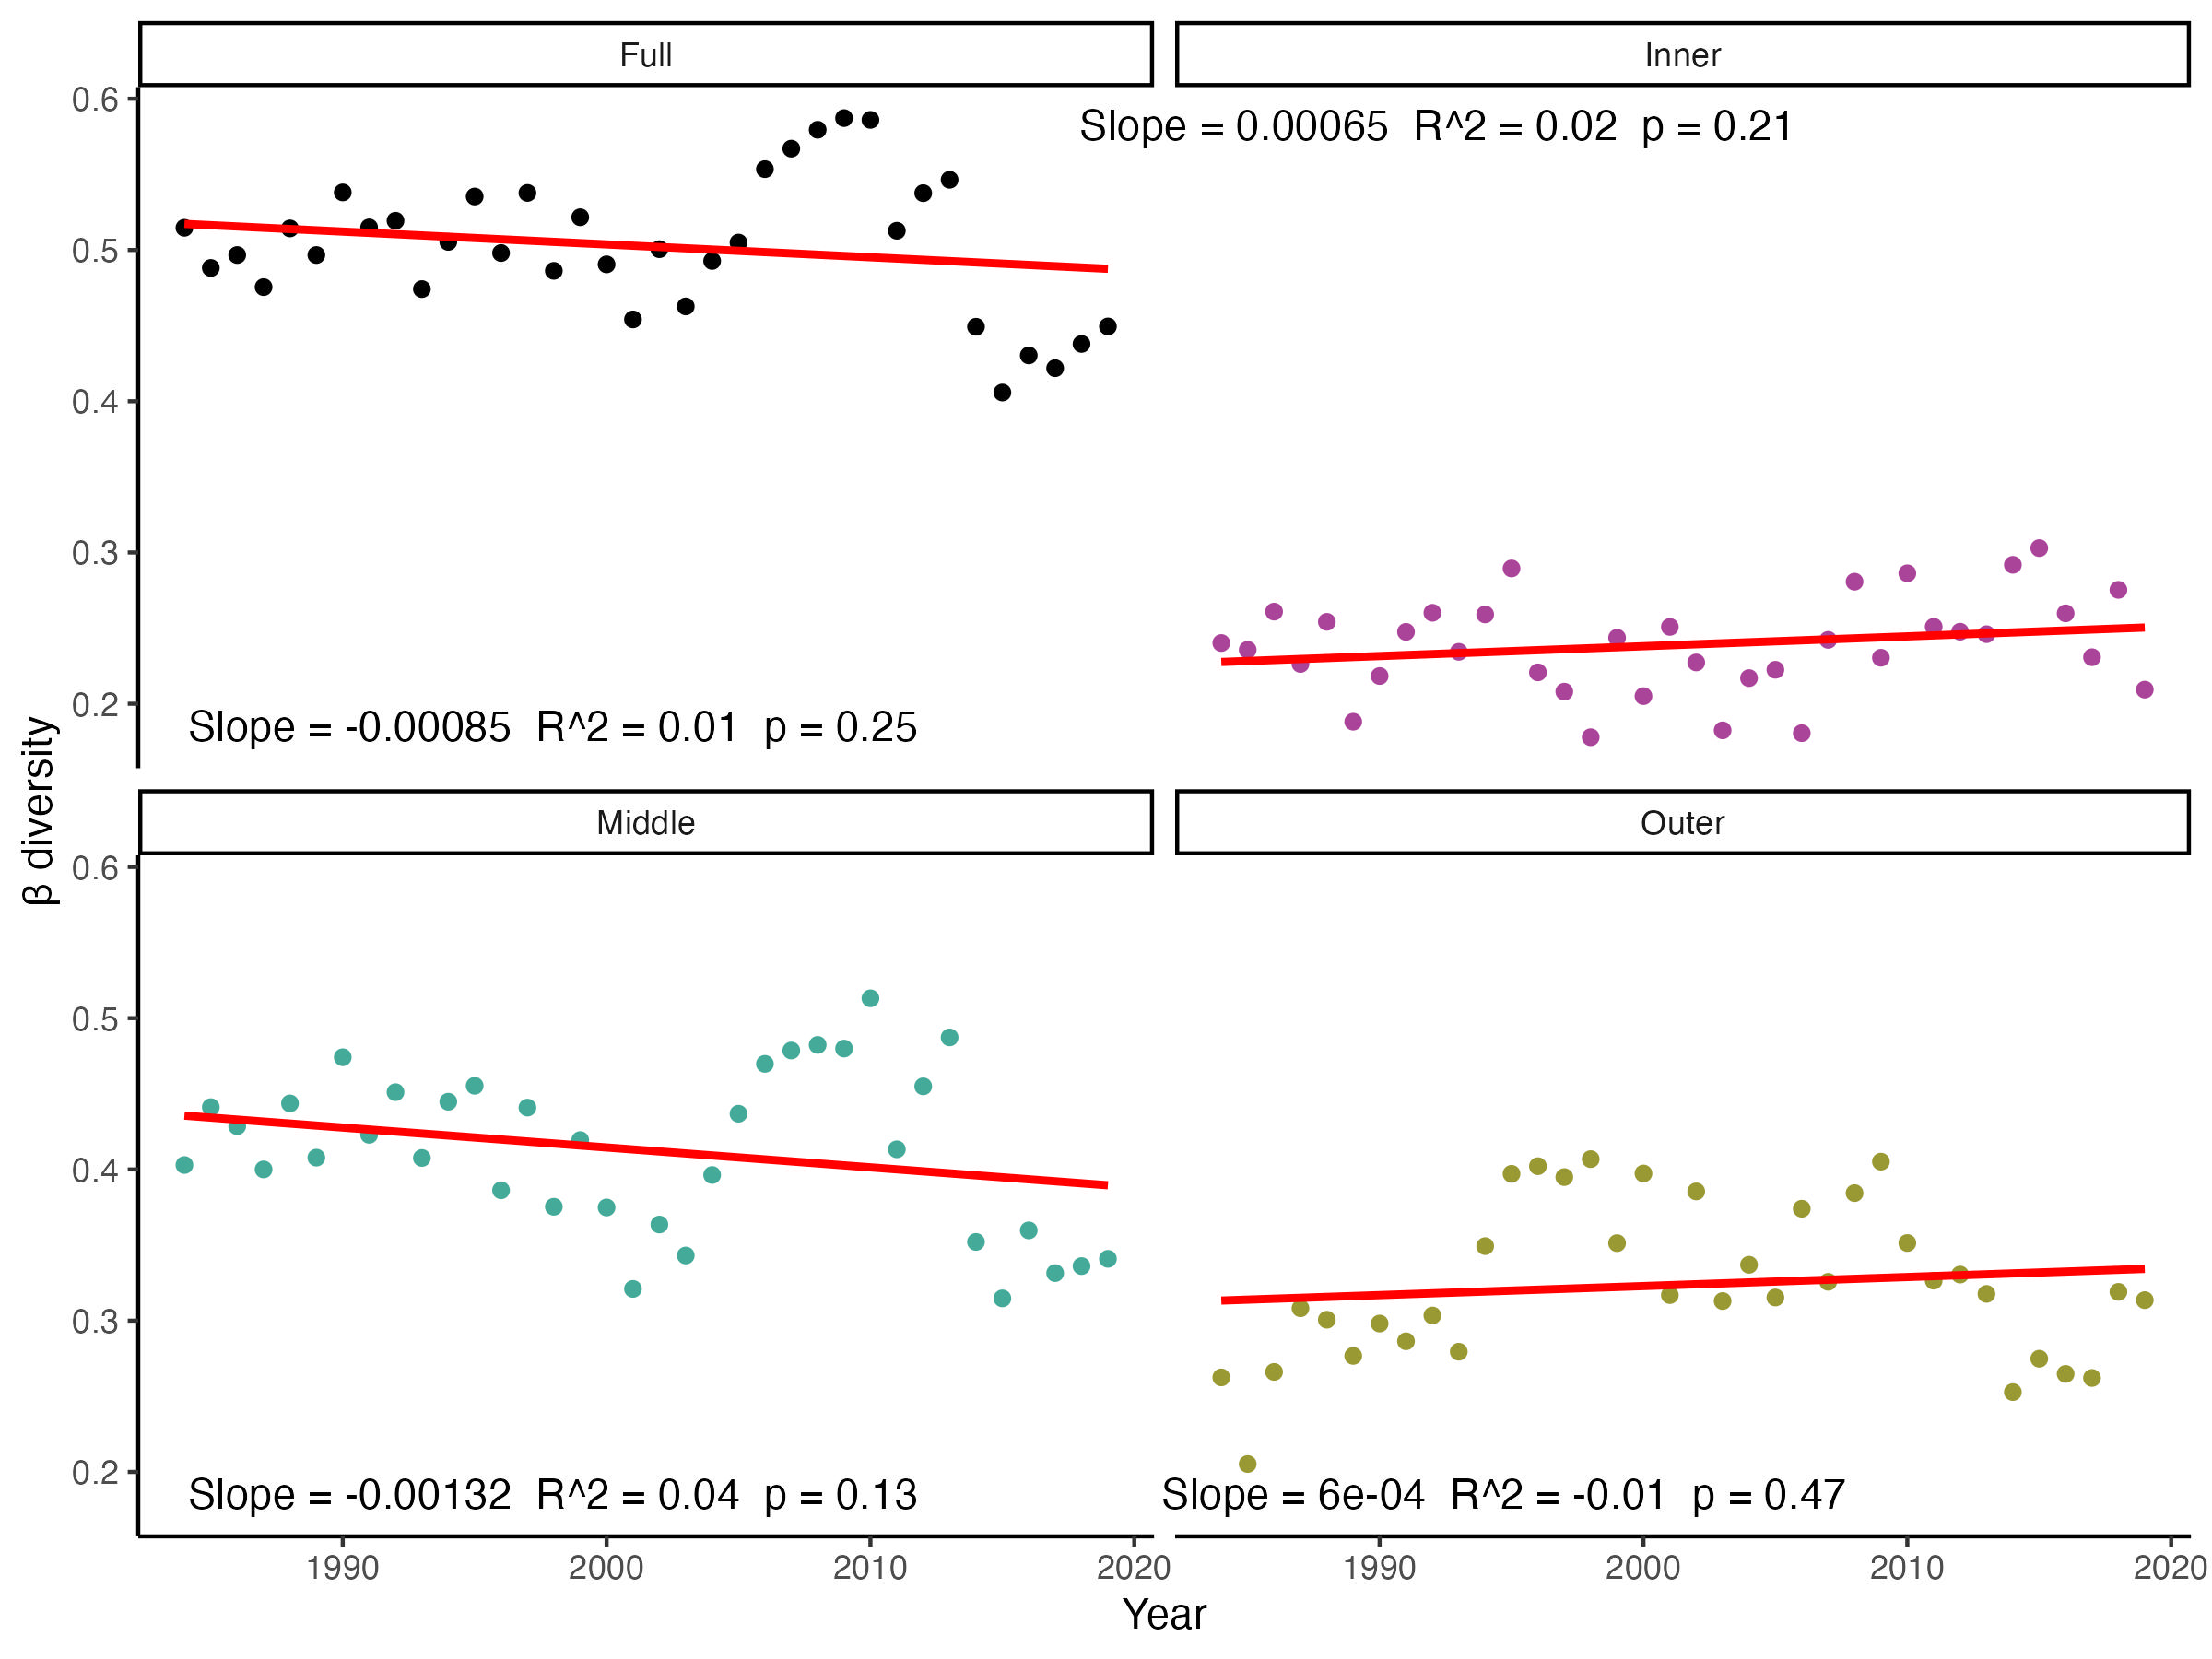 Full
Inner
0.6
0.5
0.4
0.3
0.2
Slope = -0.00085 R^2 = 0.01 p = 0.25
Slope = 0.00065 R^2 = 0.02 p = 0.21
β diversity
Middle
Outer
0.6
0.5
0.4
0.3
0.2
Slope = -0.00132 R^2 = 0.04 p = 0.13
Slope = 6e-04 R^2 = -0.01 p = 0.47
1990 2000 2010 2020
1990 2000 2010 2020
Year